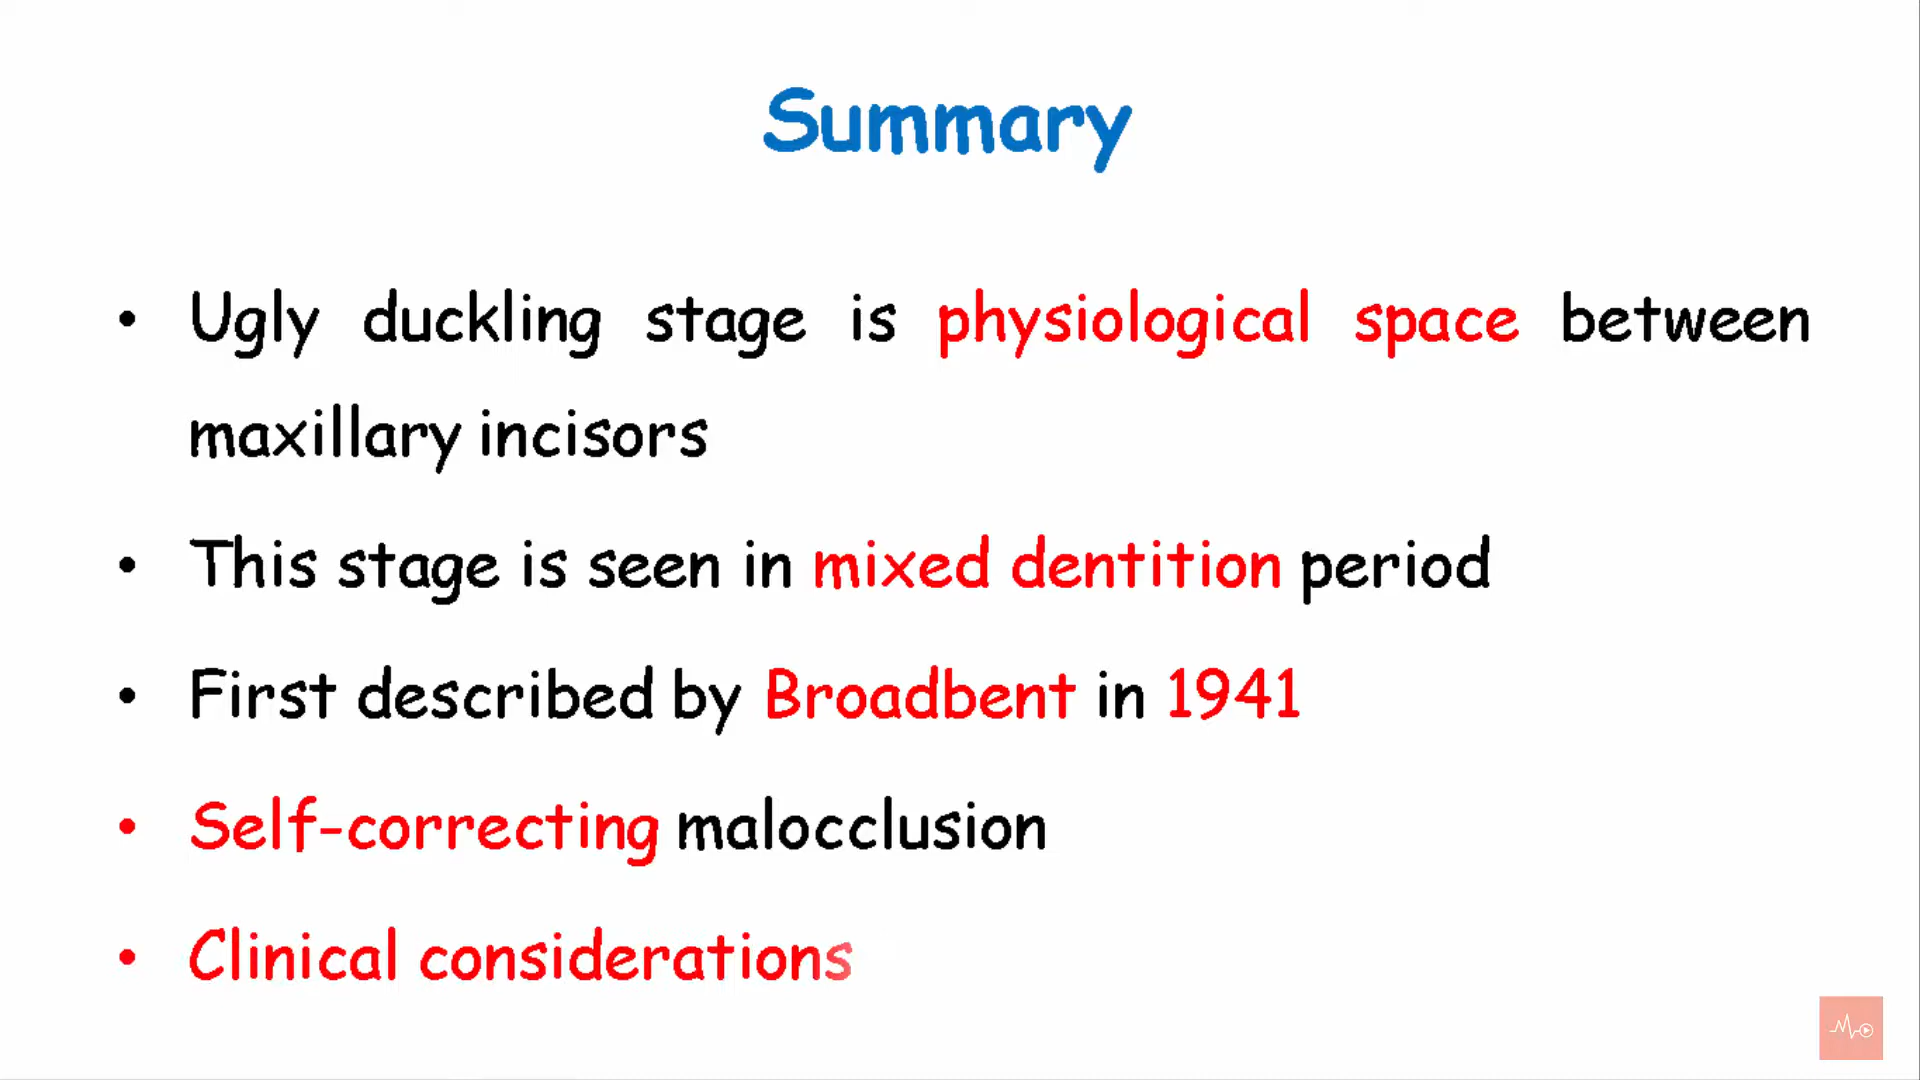 Summary
• Ugly duckling stage is physiological space between
maxillary incisors
• This stage is seen in mixed dentition period
• First described by Broadbent in 1941
• Self-correcting malocclusion
• Clinical considerations